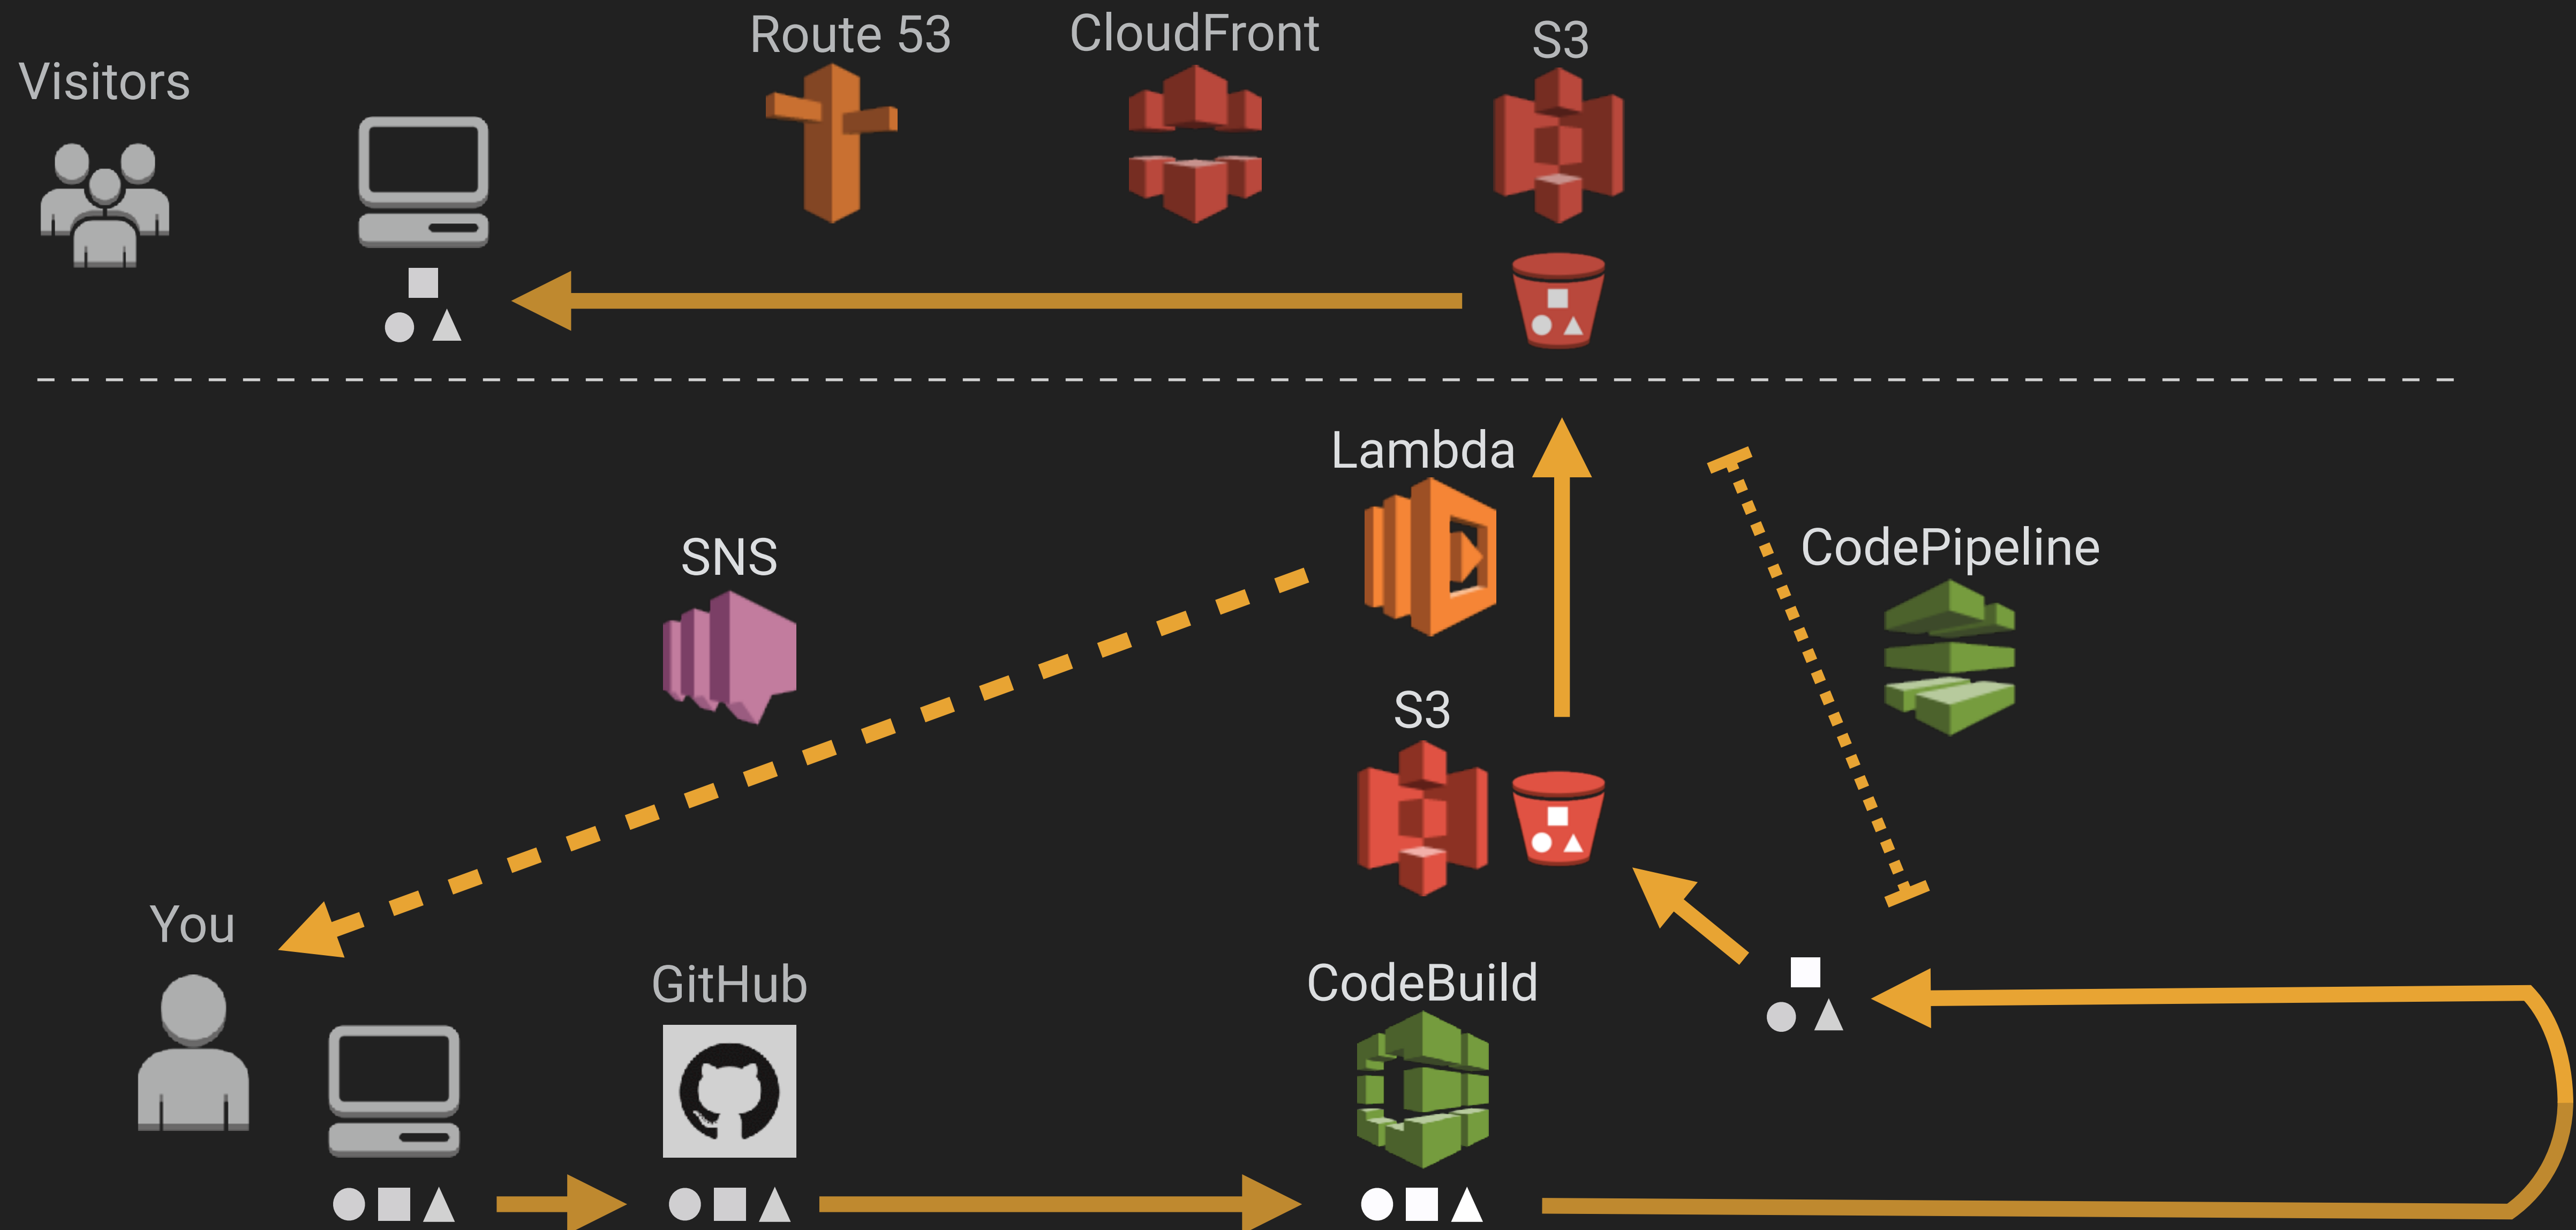 Visitors
Route 53
CloudFront
S3
Lambda
SNS
CodePipeline
S3
You
GitHub
CodeBuild